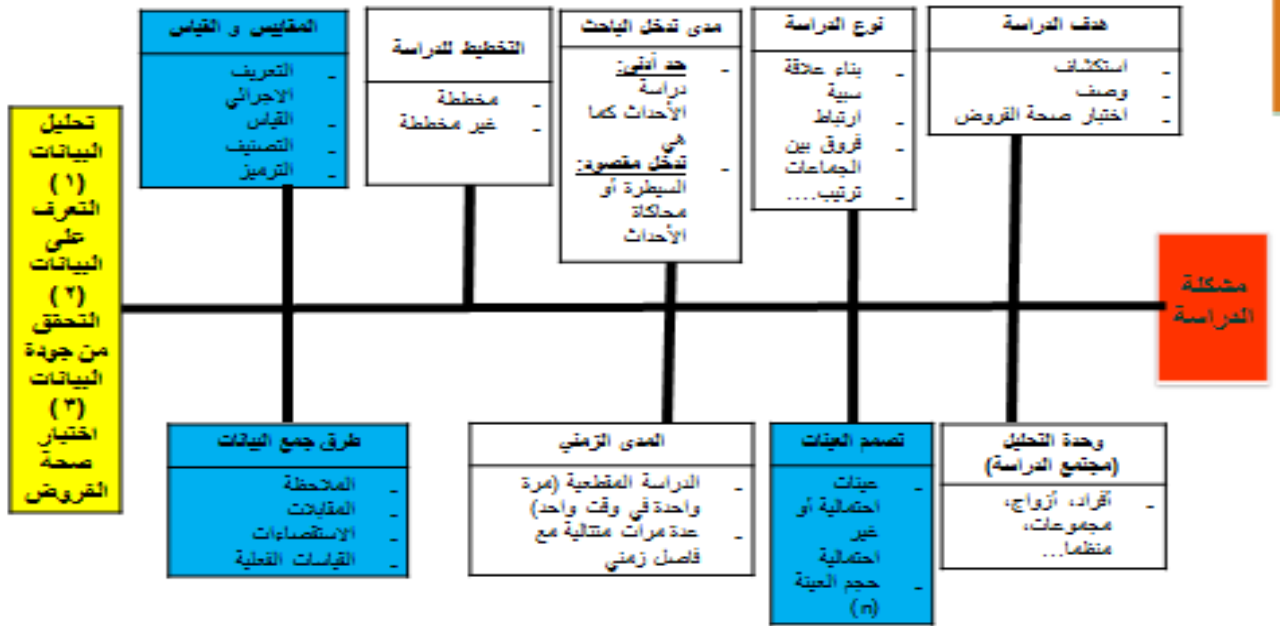 مشكلة
الدراسة
هدف الدراسة
- استكشاف
- وصف
- اختبار صحة الفروض
نوع الدراسة
- بناء علاقة
سببية
- ارتباط
- فروق بين
الجماعات
- ترتيب....
مدى تدخل الباحث
- حد أدنى:
دراسة
الأحداث كما
هي
- تدخل مقصود:
السيطرة أو
محاكاة
الأحداث
التخطيط للدراسة
- مخططة
- غير مخططة
المقاييس و القياس
- التعريف
الاجرائي
- القياس
- التصنيف
- الترميز
وحدة التحليل
(مجتمع الدراسة)
- أفراد، أزواج،
مجموعات،
منظما...
تصمم العينات
- عينات
احتمالية أو
غير
احتمالية
- حجم العينة
(n)
المدى الزمني
- الدراسة المقطعية (مرة
واحدة في وقت واحد)
- عدة مرات متتالية مع
فاصل زمني
طرق جمع البيانات
- الملاحظة
- المقابلات
- الاستقصاءات
- القياسات الفعلية
تحليل
البيانات
(١)
التعرف
على
البيانات
(٢)
التحقق
من جودة
البيانات
(٣)
اختبار
صحة
الفروض